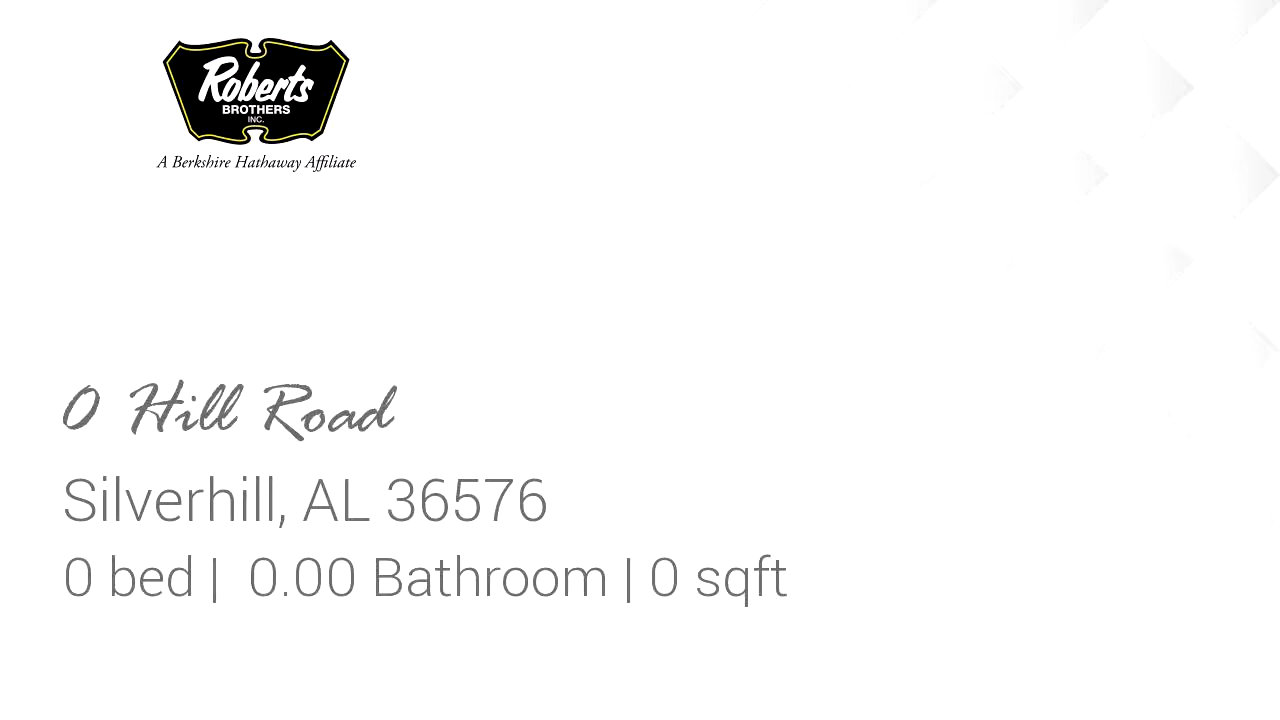 Roberts
BROTHERS
INC.
A Berkshire Hathaway Affiliate
0 Hill Road
Silverhill, AL 36576
0 bed | 0.00 Bathroom | 0 sqft